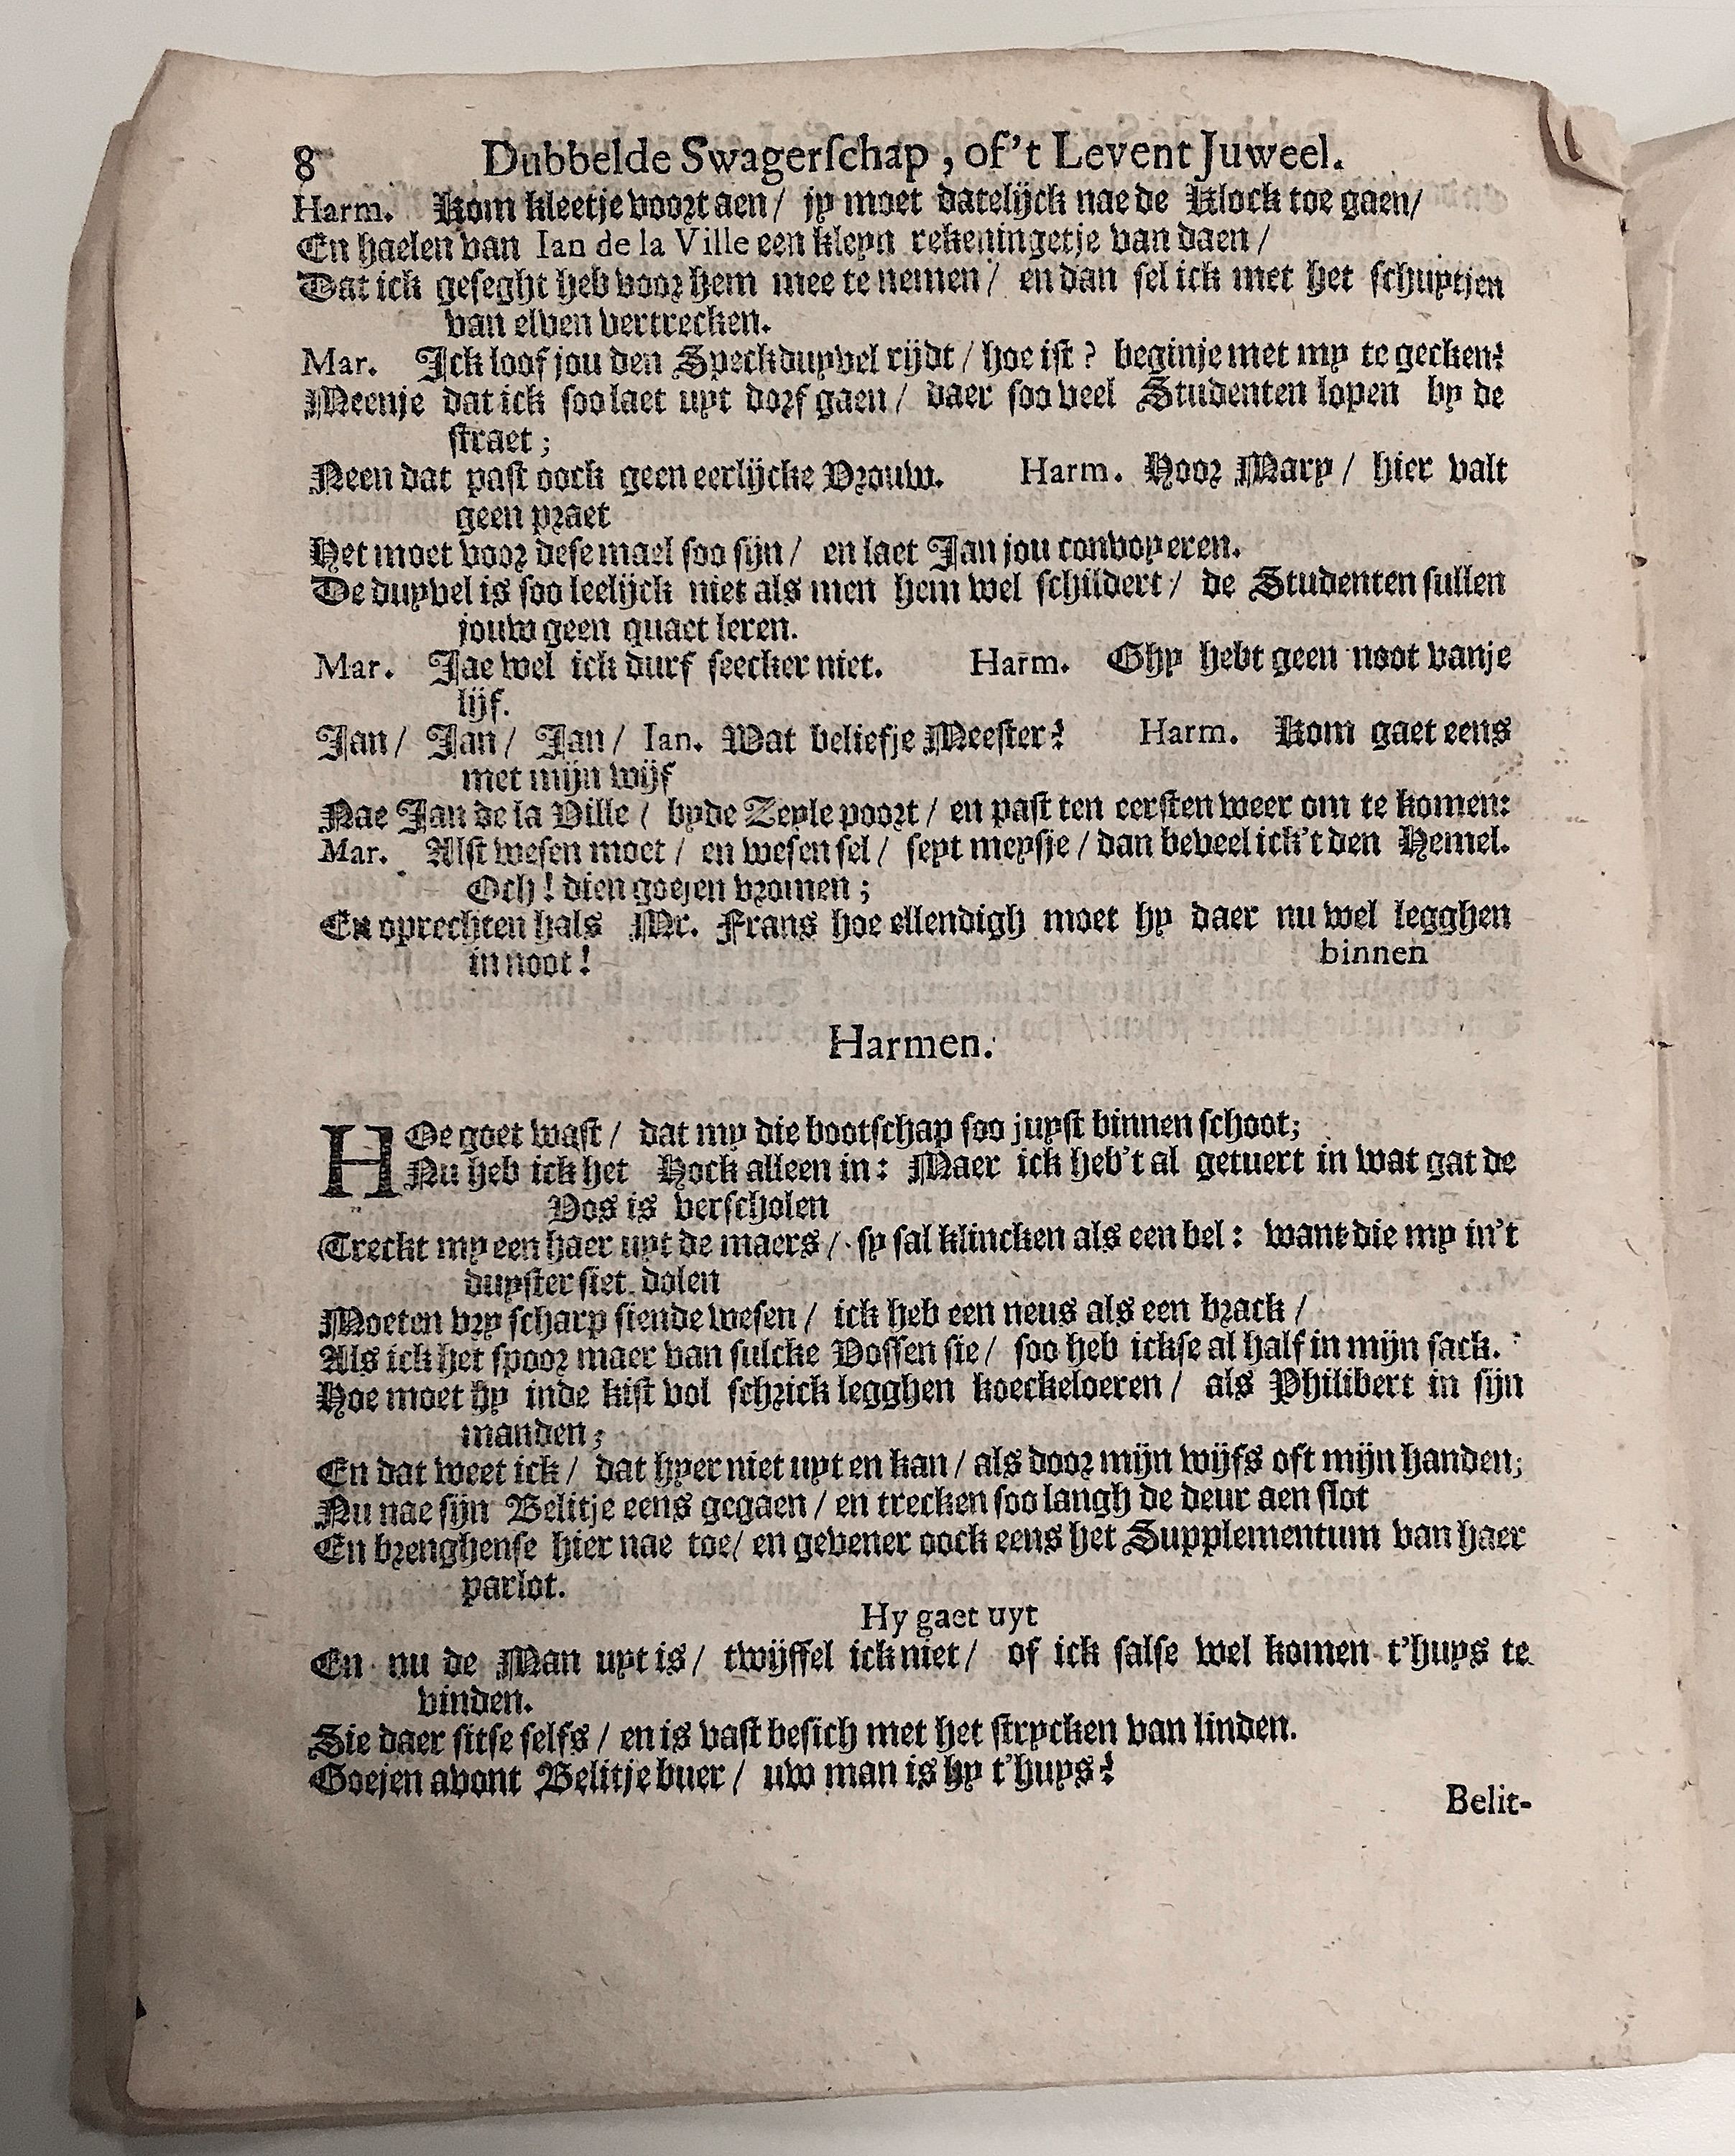 8 Dubbelde Swagerſchap, of't Levent Juweel.
Harm. Kom kleetje voort aen/ jy moet datelijck nae de Klock toe gaen/
En haelen van Ian de la Ville een kleyn rekeningetje van daen/
Dat ick geseght heb voor hem mee te nemen/ en dan sel ick met het schuytjen
van elven vertrecken.
Mar. Ick loof jou den Speckduyvel rijdt/ hoe ist? beginje met my te gecken?
Meenje dat ick soo laet uyt dorf gaen/ daer soo veel Studenten lopen by de
straet;
Neen dat past oock geen eerlijcke Vrouw. Harm. Hoor Mary/ hier valt
geen praet
Het moet voor dese mael soo sijn/ en laet Jan jou convoyeren.
De duyvel is soo leelijck niet als men hem wel schildert/ de Studenten sullen
jouw geen quaet leren.
Mar. Jae wel ick durf seecker niet. Harm. Ghy hebt geen noot vanje
lijf.
Jan/ Jan/ Jan/ Ian. Wat beliefje Meester? Harm. Kom gaet eens
met mijn wijf
Nae Jan de la Ville/ byde Zeyle poort/ en past ten eersten weer om te komen:
Mar. Alst wesen moet/ en wesen sel/ seyt meysje/ dan beveel ick't den Hemel.
Och! dien goejen vromen;
En oprechten hals Mr. Frans hoe ellendigh moet hy daer nu wel legghen
in noot! binnen
Harmen.
HOe goet wast/ dat my die bootschap soo juyst binnen schoot;
Nu heb ick het Hock alleen in: Maer ick heb't al getuert in wat gat de
Vos is verscholen
Treckt my een haer uyt de maers/ sy sal klincken als een bel: want die my in't
duyster siet dolen
Moeten vry scharp siende wesen/ ick heb een neus als een brack/
Als ick het spoor maer van sulcke Vossen sie/ soo heb ickse al half in mijn sack.
Hoe moet hy inde kist vol schrick legghen koeckeloeren/ als Philibert in sijn
manden;
En dat weet ick/ dat hyer niet uyt en kan/ als door mijn wijfs oft mijn handen;
Nu nae sijn Belitje eens gegaen/ en trecken soo langh de deur aen slot
En brenghense hier nae toe/ en gevener oock eens het Supplementum van haer
parlot.
Hy gaet uyt
En nu de Man uyt is/ twijffel ick niet/ of ick salse wel komen t'huys te
vinden.
Sie daer sitse selfs/ en is vast besich met het strycken van linden.
Goejen avont Belitje buer/ uw man is hy t'huys?
Belit-